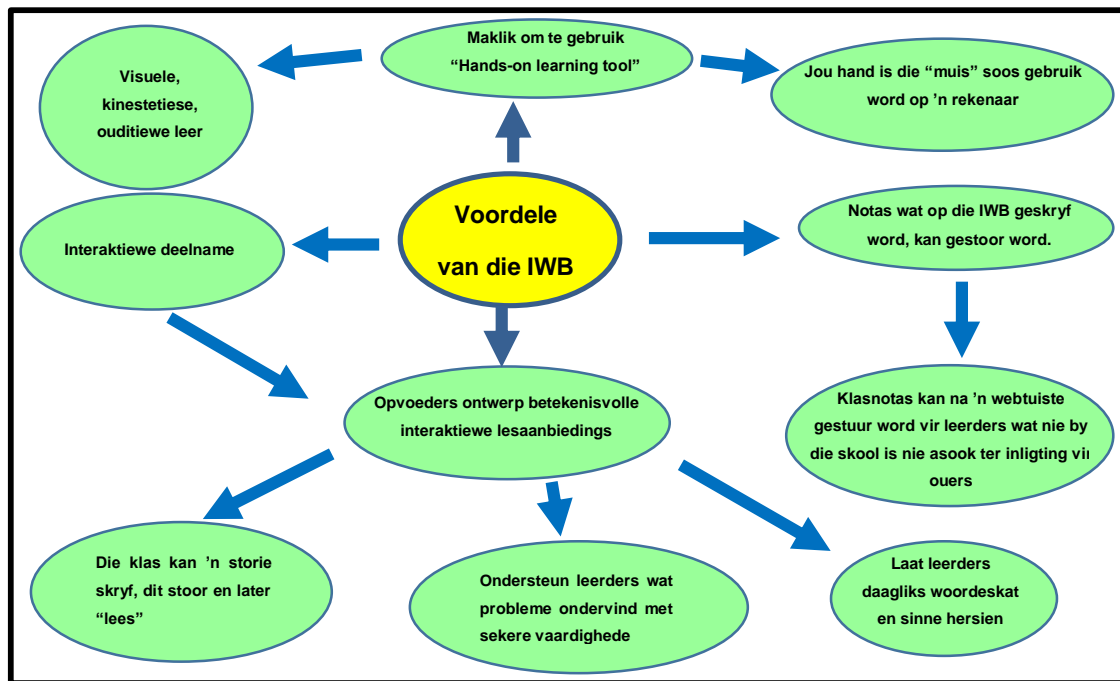 Maklik om te gebruik
“Hands-on learning tool”
Visuele,
kinestetiese,
ouditiewe leer
Jou hand is die “muis” soos gebruik
word op ’n rekenaar
Voordele
van die IWB
Interaktiewe deelname
Notas wat op die IWB geskryf
word, kan gestoor word.
Opvoeders ontwerp betekenisvolle
interaktiewe lesaanbiedings
Klasnotas kan na ’n webtuiste
gestuur word vir leerders wat nie by
die skool is nie asook ter inligting vir
ouers
Die klas kan ’n storie
skryf, dit stoor en later
“lees”
Ondersteun leerders wat
probleme ondervind met
sekere vaardighede
Laat leerders
daagliks woordeskat
en sinne hersien